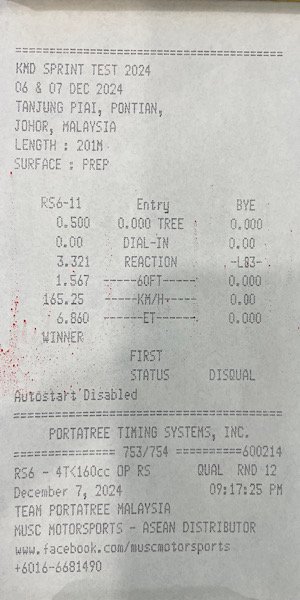 ==================================
KMD SPRINT TEST 2024
06 & 07 DEC 2024
TANJUNG PIAI, PONTIAN,
JOHOR, MALAYSIA
LENGTH : 201M
SURFACE : PREP
RS6-11 Entry BYE
0.500 0.000 TREE 0.000
0.00 DIAL-IN 0.00
3.321 REACTION -L83-
1.567 -----60FT------ 0.000
165.25 -----KM/H------ 0.00
6.860 ------ET------- 0.000
WINNER
FIRST
STATUS DISQUAL
Autostart Disabled
==================================
PORTATREE TIMING SYSTEMS, INC.
============= 753/754 ==========600214
RS6 - 4T<160cc OP RS QUAL RND 12
December 7, 2024 09:17:25 PM
TEAM PORTATREE MALAYSIA
MUSC MOTORSPORTS - ASEAN DISTRIBUTOR
www.facebook.com/muscmotorsports
+6016-6681490